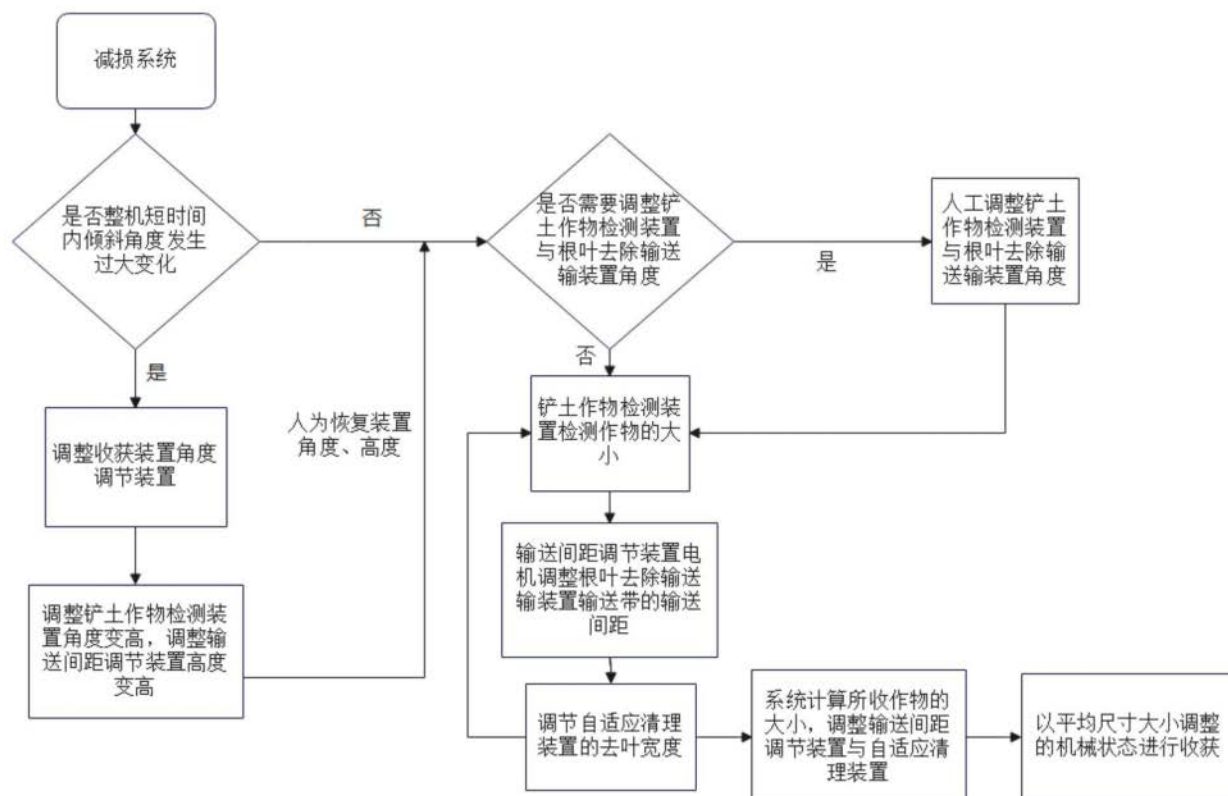 减损系统
是否整机短时间
内倾斜角度发生
过大变化
否
是
调整收获装置角度
调节装置
调整铲土作物检测装
置角度变高，调整输
送间距调节装置高度
变高
人为恢复装置
角度、高度
是否需要调整铲
土作物检测装置
与根叶去除输送
输装置角度
是
人工调整铲土
作物检测装置
与根叶去除输
送输装置角度
否
铲土作物检测装
置检测作物的大
小
输送间距调节装置电
机调整根叶去除输送
输装置输送带的输送
间距
调节自适应清理
装置的去叶宽度
系统计算所收作物的
大小，调整输送间距
调节装置与自适应清
理装置
以平均尺寸大小调整
的机械状态进行收获